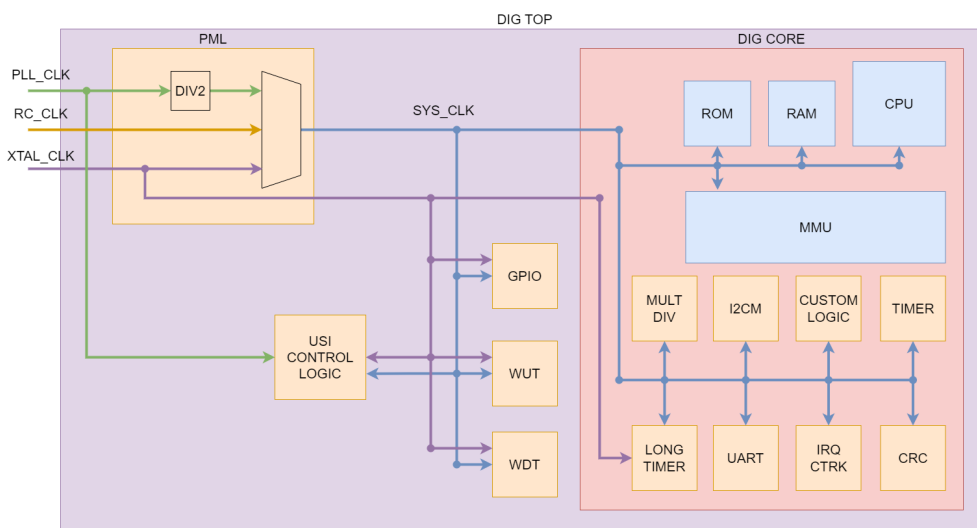 DIG TOP
PML
DIG CORE
PLL_CLK
DIV2
RC_CLK
SYS_CLK
XTAL_CLK
ROM
RAM
CPU
MMU
GPIO
MULT
DIV
I2CM
CUSTOM
LOGIC
TIMER
USI
CONTROL
LOGIC
WUT
WDT
LONG
TIMER
UART
IRQ
CTRK
CRC